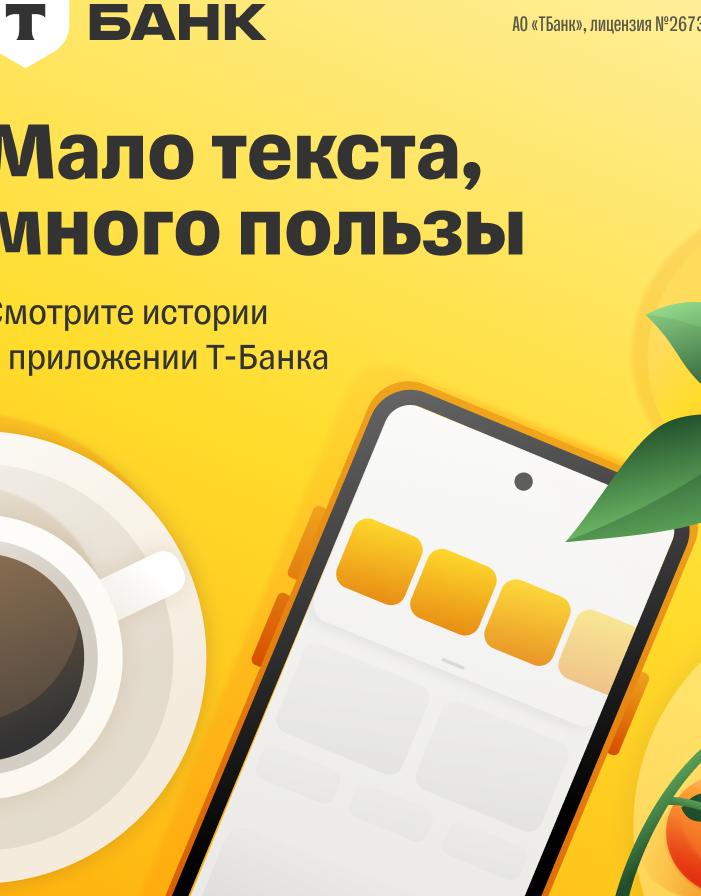 Т БАНК
АО «ТБанк», лицензия №2673
Мало текста,
много пользы
Смотрите истории
приложении Т-Банка